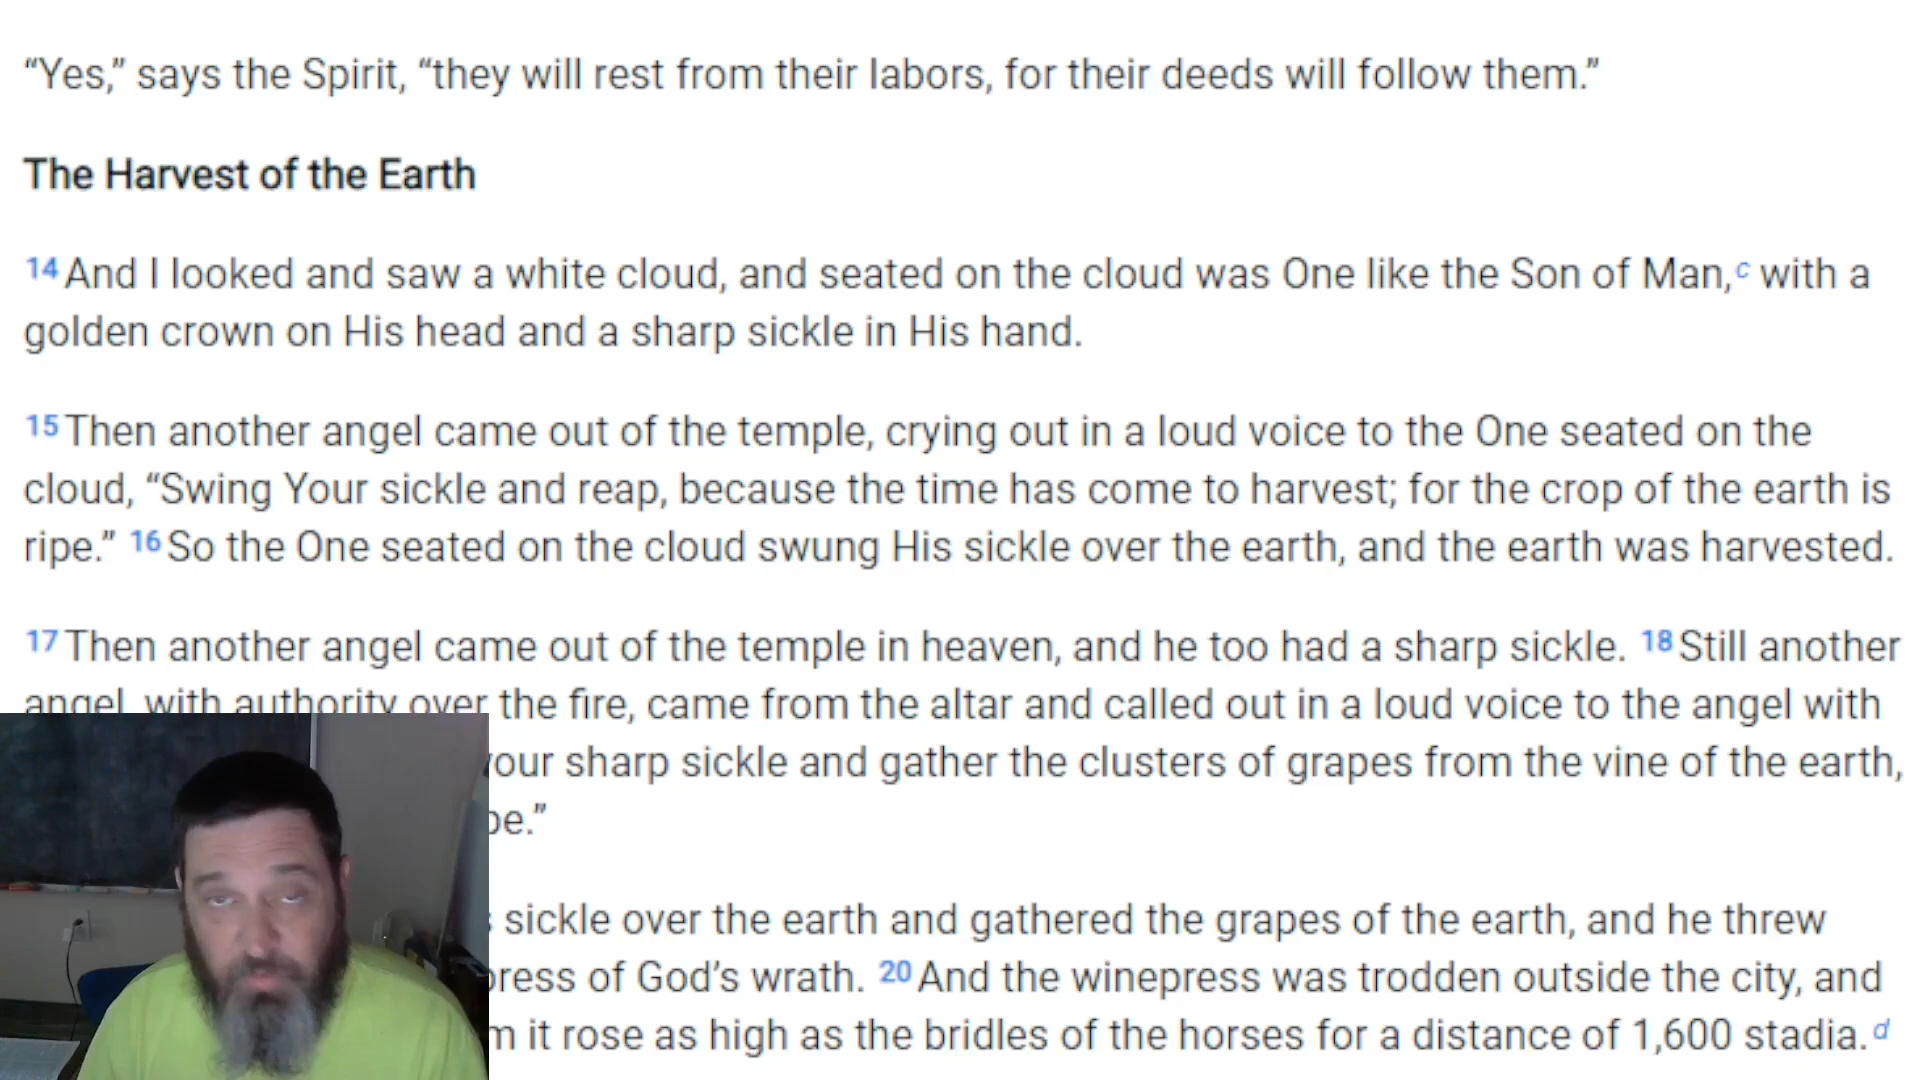 “Yes,” says the Spirit, “they will rest from their labors, for their deeds will follow them.”
The Harvest of the Earth
14 And I looked and saw a white cloud, and seated on the cloud was One like the Son of Man,c with a
golden crown on His head and a sharp sickle in His hand.
15 Then another angel came out of the temple, crying out in a loud voice to the One seated on the
cloud, “Swing Your sickle and reap, because the time has come to harvest; for the crop of the earth is
ripe.” 16 So the One seated on the cloud swung His sickle over the earth, and the earth was harvested.
17 Then another angel came out of the temple in heaven, and he too had a sharp sickle. 18 Still another
angel, with authority over the fire, came from the altar and called out in a loud voice to the angel with
your sharp sickle and gather the clusters of grapes from the vine of the earth,
sickle over the earth and gathered the grapes of the earth, and he threw
of God’s wrath. 20 And the winepress was trodden outside the city, and
it rose as high as the bridles of the horses for a distance of 1,600 stadia.d